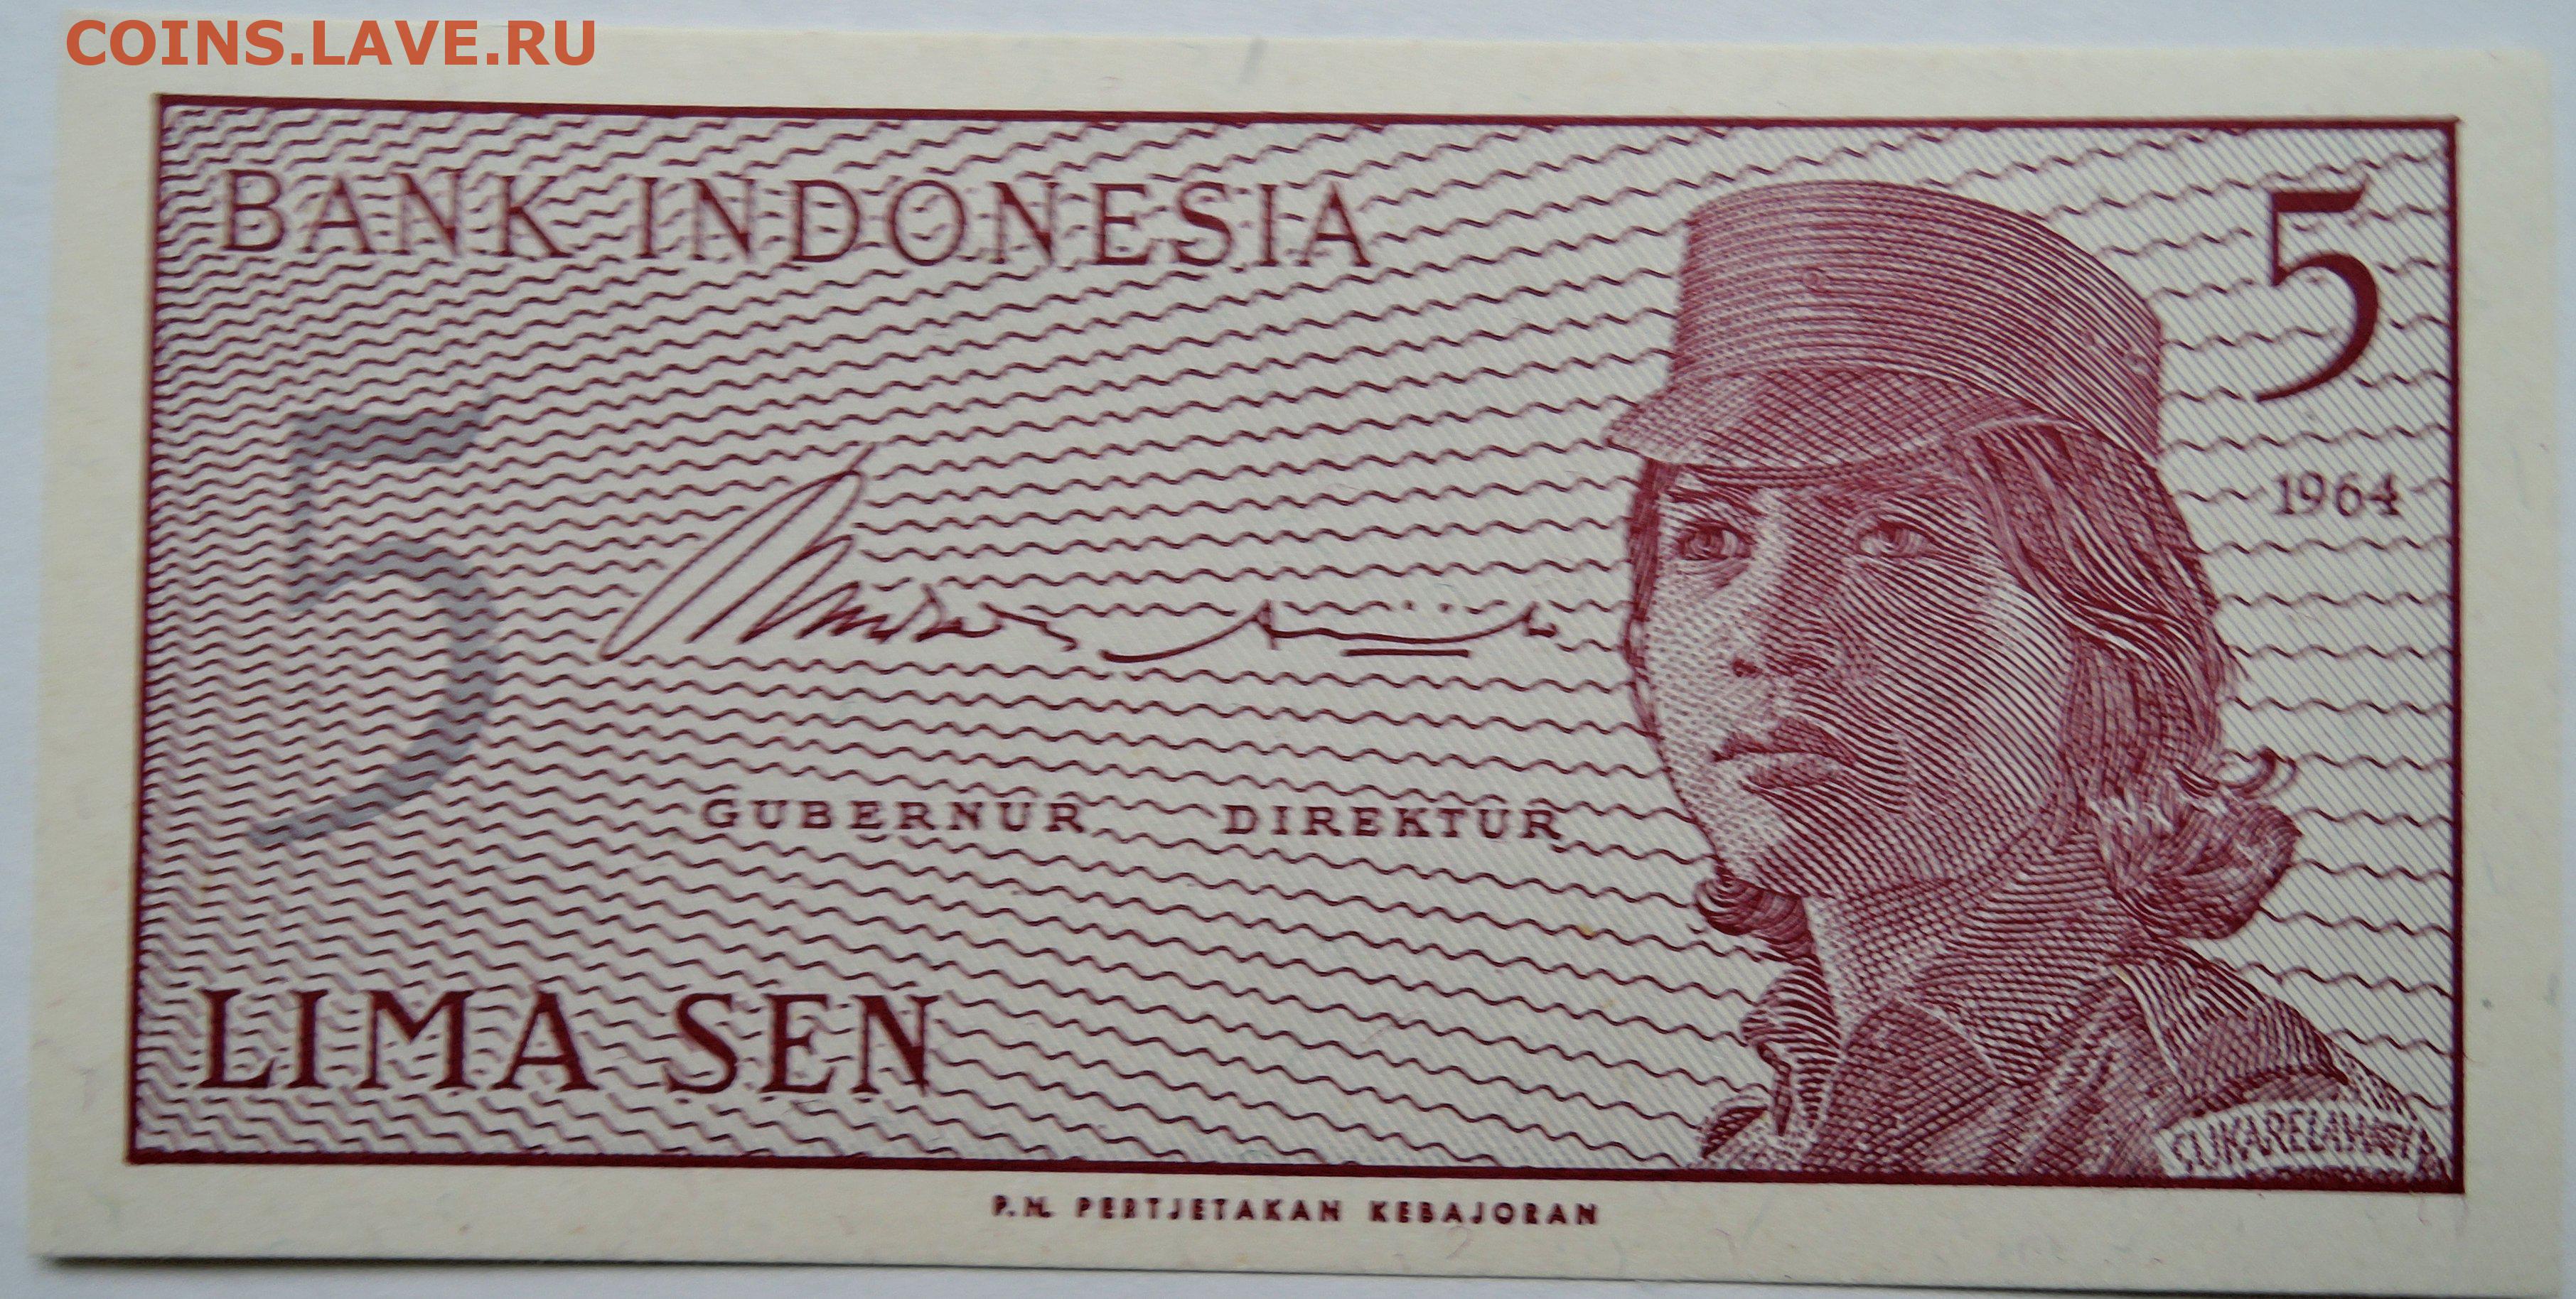 COINS.LAVE.RU
BANK INDONESIA
5
1964
5
GUBERNUR DIREKTUR
LIMA SEN
SUKARELAWATI
P.N. PERTJETAKAN KEBAJORAN